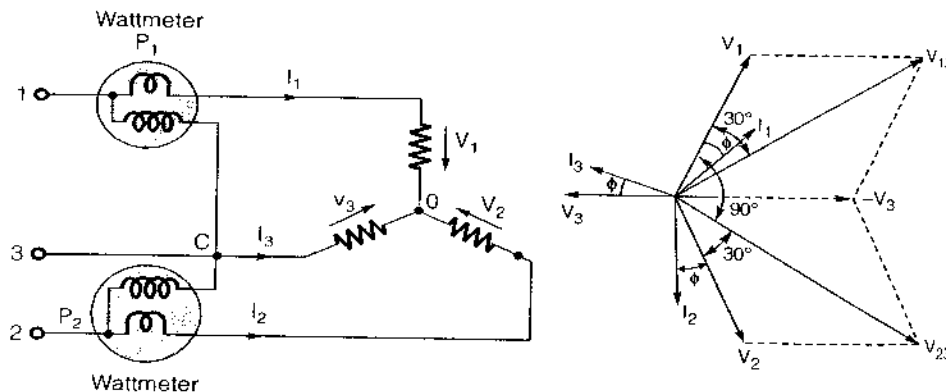 Wattmeter
P1
1
I1
V1
V3
O
V2
C
I3
3
P2
I2
2
Wattmeter
V1
30°
ϕ
I1
I3
ϕ
V3
-V3
90°
30°
ϕ
I2
V2